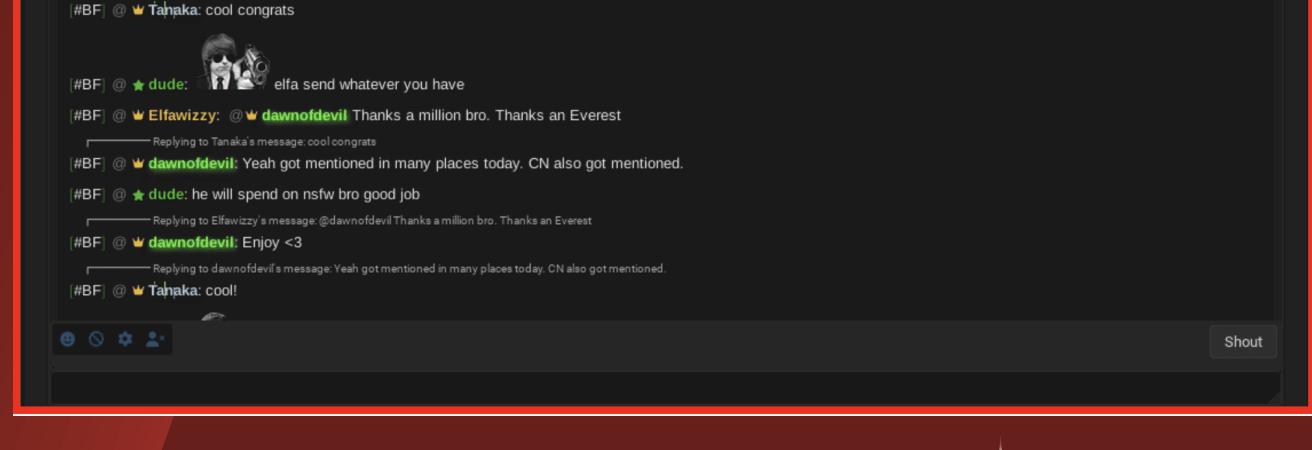 [#BF] @ Tanaka: cool congrats
[#BF] @ dude: elfa send whatever you have
[#BF] @ Elfawizzy: @ dawnofdevil Thanks a million bro. Thanks an Everest
Replying to Tanaka's message: cool congrats
[#BF] @ dawnofdevil: Yeah got mentioned in many places today. CN also got mentioned.
[#BF] @ dude: he will spend on nsfw bro good job
Replying to Elfawizzy's message: @dawnofdevil Thanks a million bro. Thanks an Everest
[#BF] @ dawnofdevil: Enjoy <3
Replying to dawnofdevil's message: Yeah got mentioned in many places today. CN also got mentioned.
[#BF] @ Tanaka: cool!
Shout